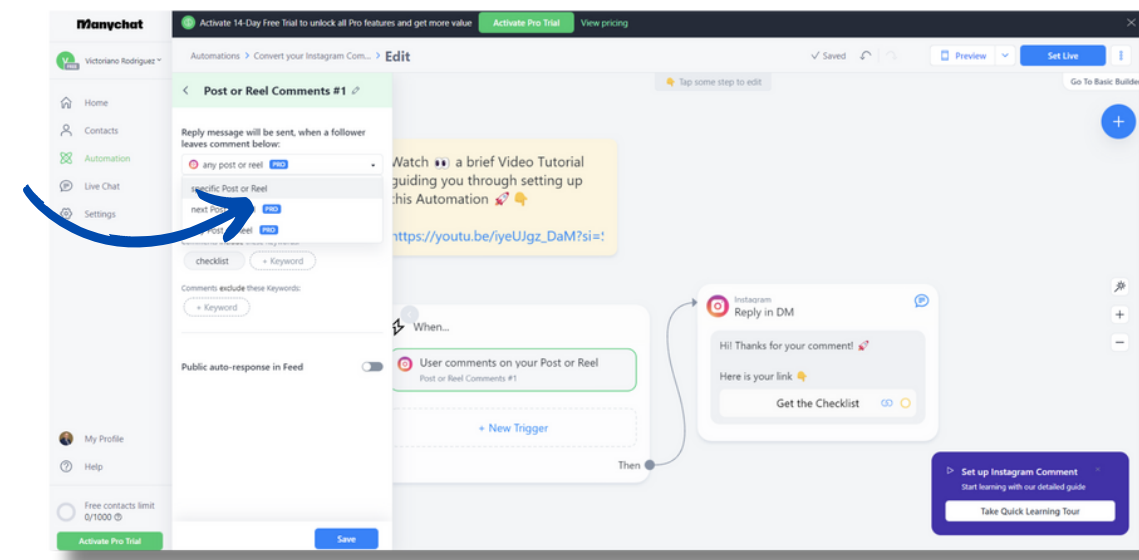 Manychat
Activate 14-Day Free Trial to unlock all Pro features and get more value
Activate Pro Trial
View pricing
Victoriano Rodriguez
FREE
Automations > Convert your Instagram Com... > Edit
Saved
Preview
Set Live
Home
Contacts
Automation
Live Chat
Settings
Post or Reel Comments #1
Tap some step to edit
Go To Basic Builder
Reply message will be sent, when a follower
leaves comment below:
any post or reel PRO
specific Post or Reel
next Pos PRO
eel PRO
these Keywords:
checklist
+ Keyword
Comments exclude these Keywords:
+ Keyword
Public auto-response in Feed
Watch 👀 a brief Video Tutorial
guiding you through setting up
this Automation 🚀 👇
https://youtu.be/iyeUJgz_DaM?si=
When...
User comments on your Post or Reel
Post or Reel Comments #1
+ New Trigger
Then
Instagram
Reply in DM
Hi! Thanks for your comment! 🚀
Here is your link 👇
Get the Checklist
My Profile
Help
Free contacts limit
0/1000
Activate Pro Trial
Save
Set up Instagram Comment
Start learning with our detailed guide
Take Quick Learning Tour